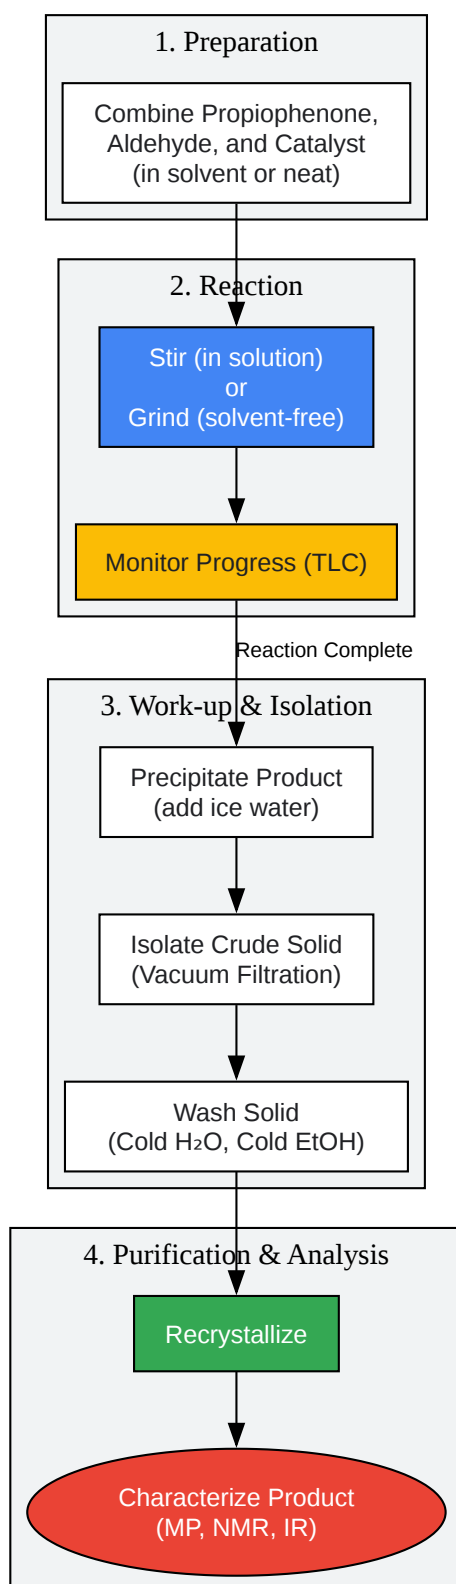 1. Preparation
Combine Propiophenone,
Aldehyde, and Catalyst
(in solvent or neat)
2. Reaction
Stir (in solution)
or
Grind (solvent-free)
Monitor Progress (TLC)
Reaction Complete
3. Work-up & Isolation
Precipitate Product
(add ice water)
Isolate Crude Solid
(Vacuum Filtration)
Wash Solid
(Cold H₂O, Cold EtOH)
4. Purification & Analysis
Recrystallize
Characterize Product
(MP, NMR, IR)